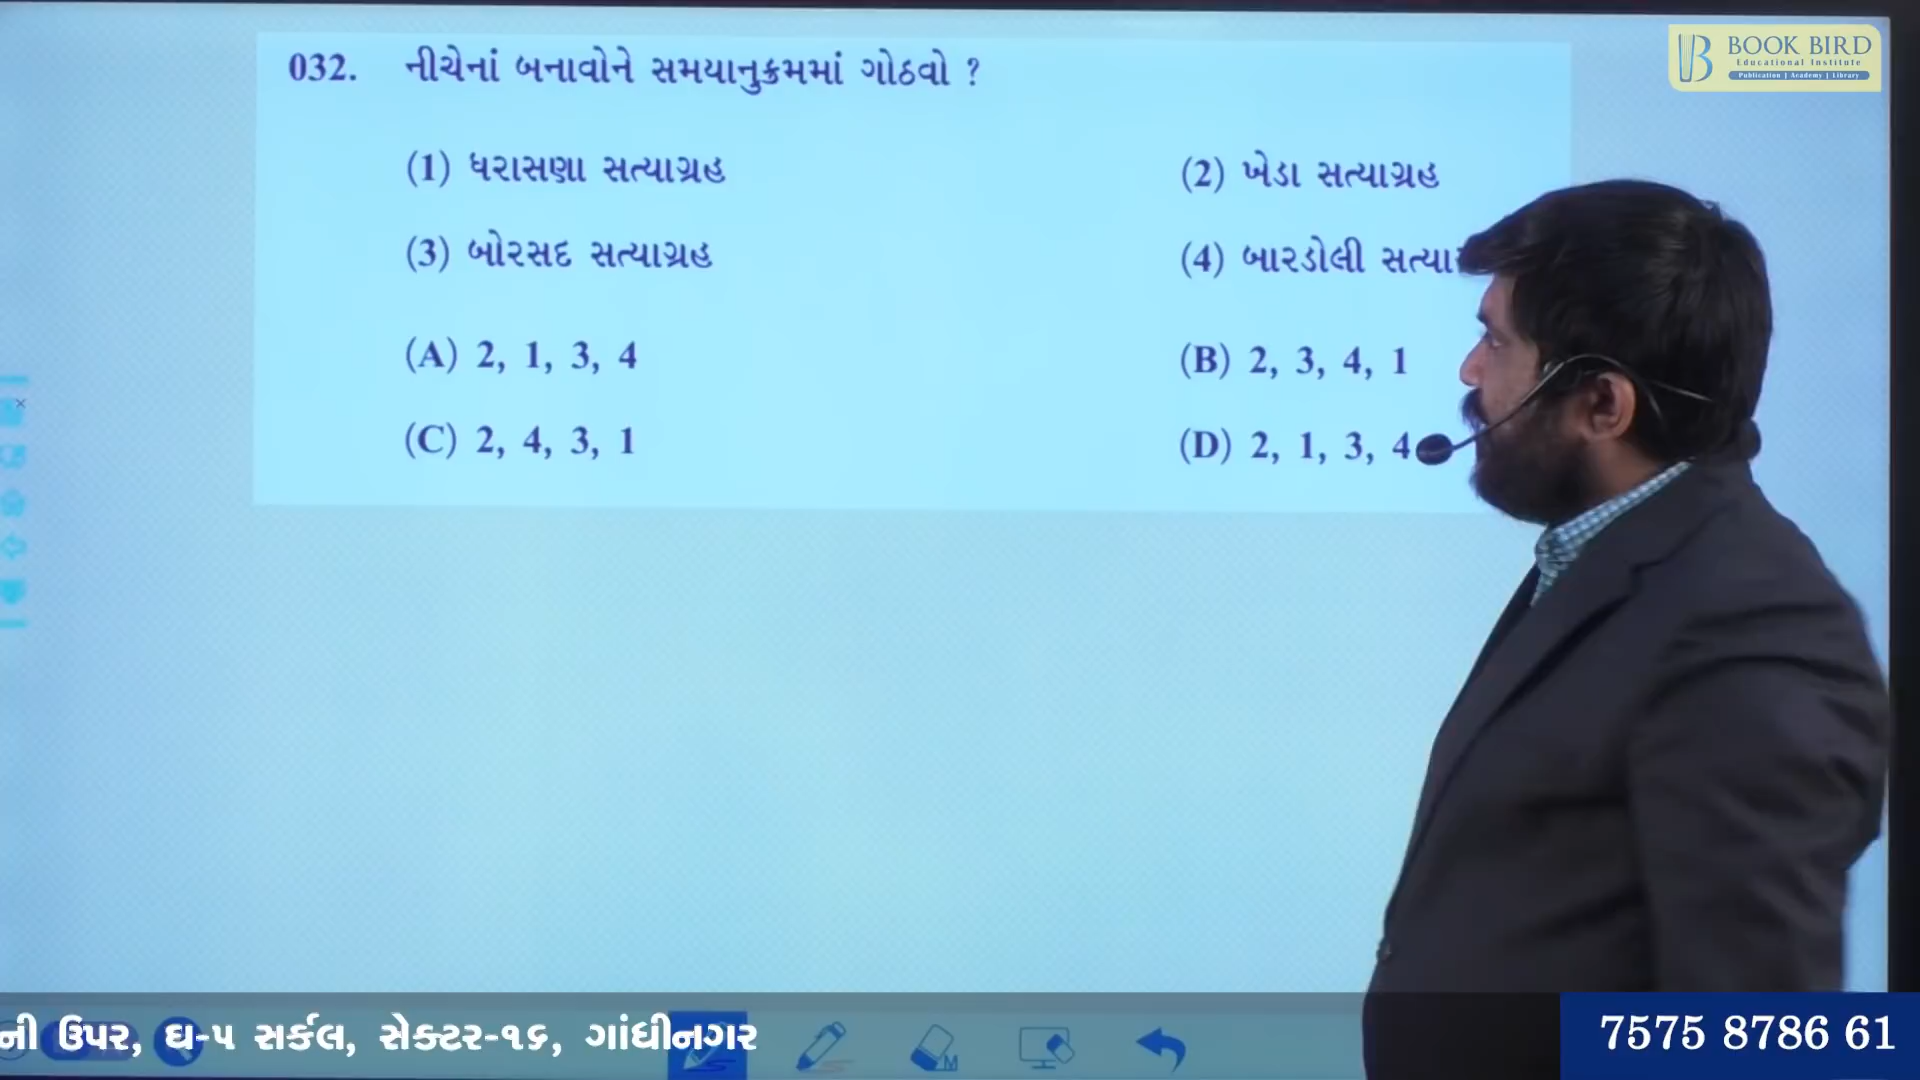 BOOK BIRD
Educational Institute
Publication | Academy | Library
032. નીચેનાં બનાવોને સમયાનુક્રમમાં ગોઠવો ?
(1) ધરાસણા સત્યાગ્રહ (2) ખેડા સત્યાગ્રહ
(3) બોરસદ સત્યાગ્રહ (4) બારડોલી
(A) 2, 1, 3, 4 (B) 2, 3, 4, 1
(C) 2, 4, 3, 1 (D) 2, 1, 3, 4
ની ઉપર, ઘ-૫ સર્કલ, સેક્ટર-૧૬, ગાંધીનગર
7575 8786 61